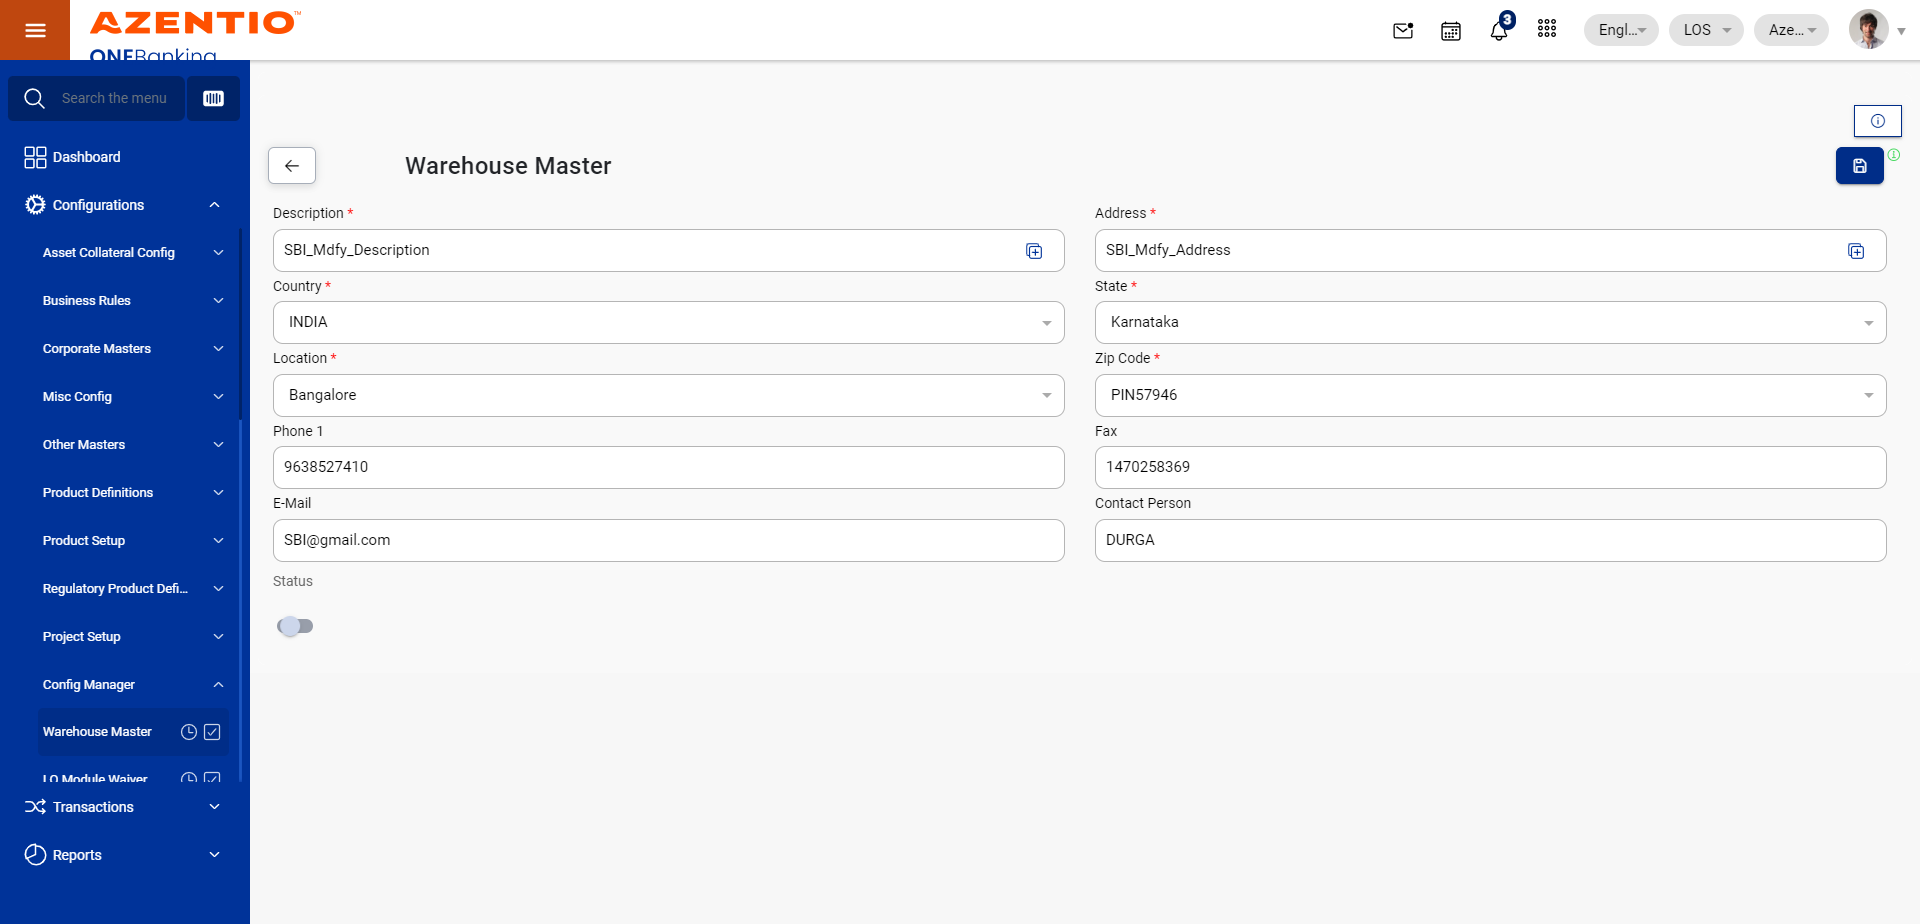 AZENTIO™
ONEBanking
3
Engl...
LOS
Aze...
Search the menu
Dashboard
Configurations
Asset Collateral Config
Business Rules
Corporate Masters
Misc Config
Other Masters
Product Definitions
Product Setup
Regulatory Product Defi...
Project Setup
Config Manager
Warehouse Master
LO Module Waiver
Transactions
Reports
Warehouse Master
Description *
SBI_Mdfy_Description
Address *
SBI_Mdfy_Address
Country *
INDIA
State *
Karnataka
Location *
Bangalore
Zip Code *
PIN57946
Phone 1
9638527410
Fax
1470258369
E-Mail
SBI@gmail.com
Contact Person
DURGA
Status